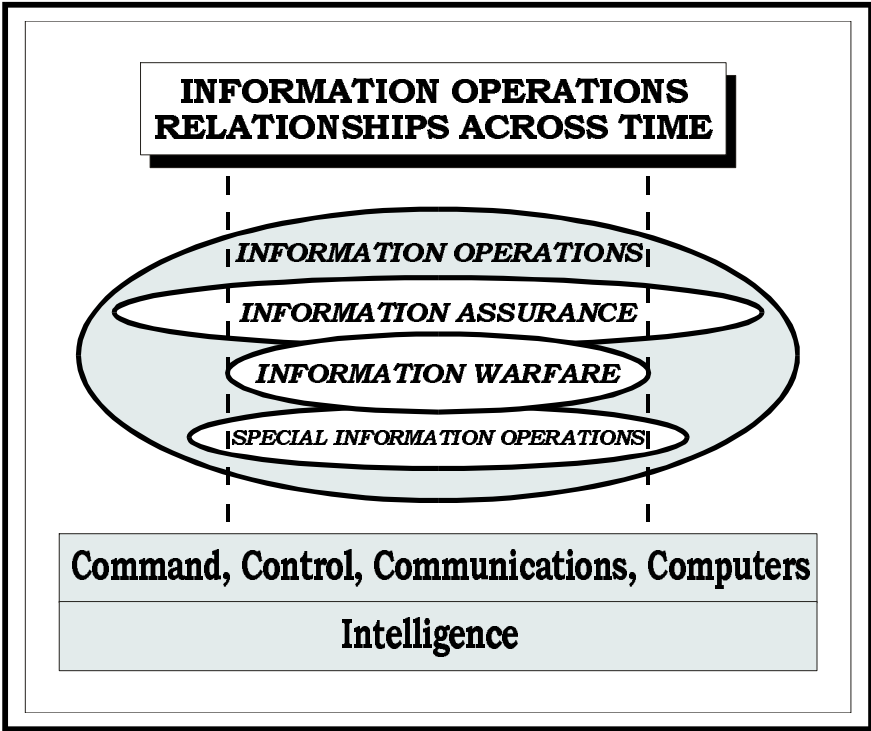 INFORMATION OPERATIONS
RELATIONSHIPS ACROSS TIME
INFORMATION OPERATIONS
INFORMATION ASSURANCE
INFORMATION WARFARE
SPECIAL INFORMATION OPERATIONS
Command, Control, Communications, Computers
Intelligence